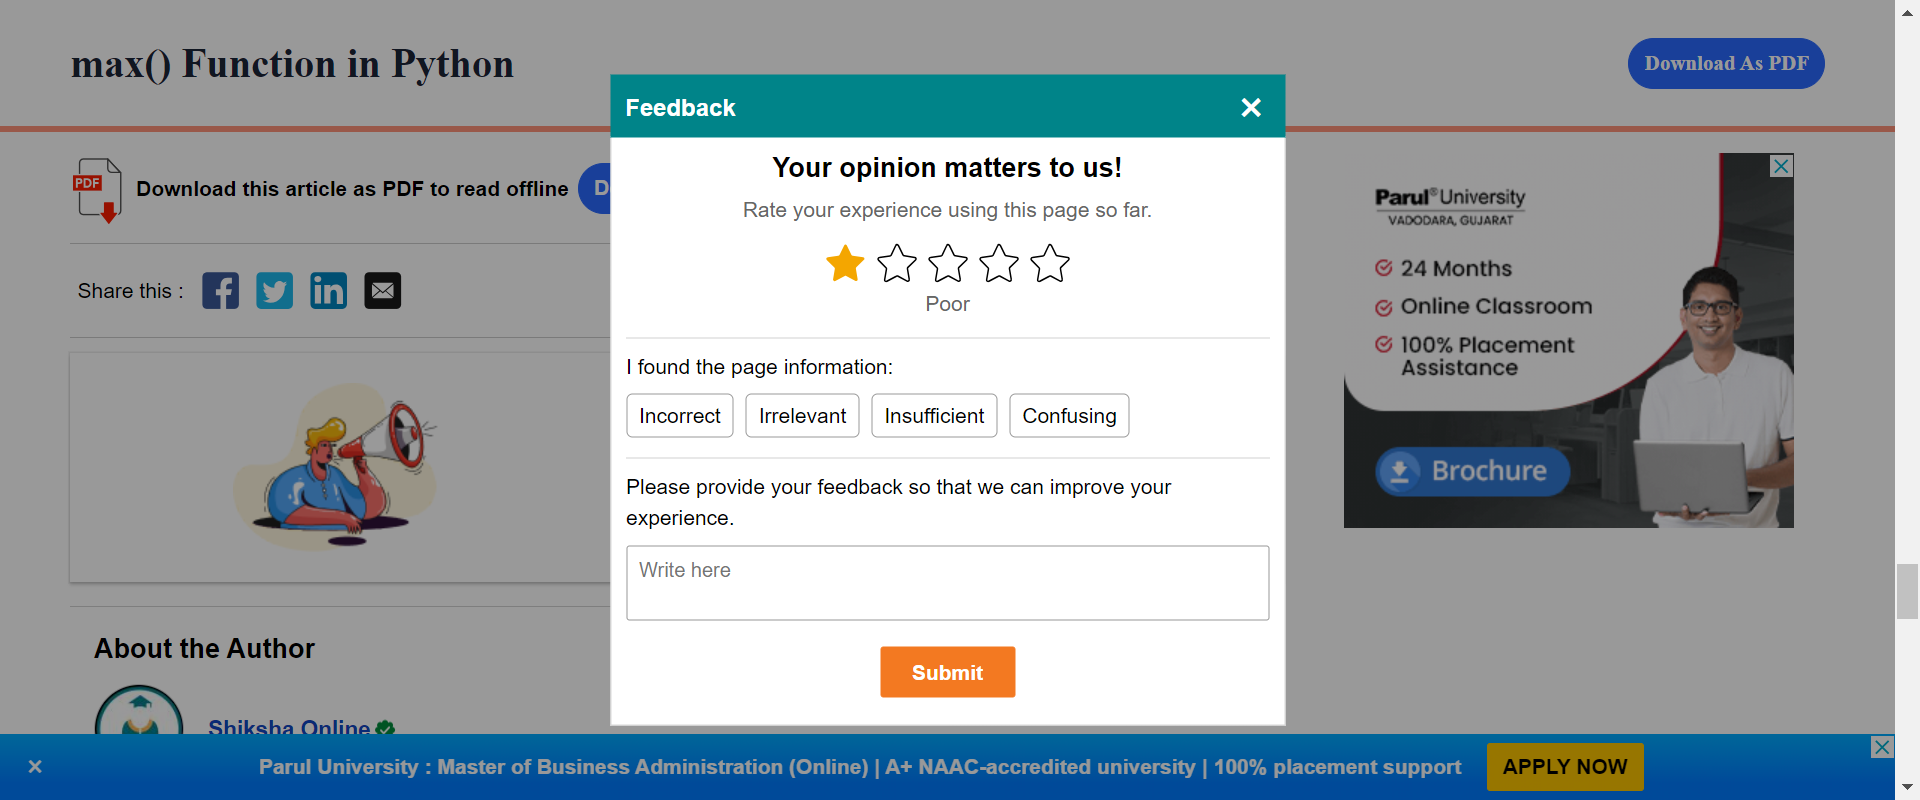 max() Function in Python
Download As PDF
Feedback
Your opinion matters to us!
Rate your experience using this page so far.
Poor
I found the page information:
Incorrect
Irrelevant
Insufficient
Confusing
Please provide your feedback so that we can improve your
experience.
Write here
Submit
PDF
Download this article as PDF to read offline
D
Share this :
About the Author
Shiksha Online
Parul® University
VADODARA, GUJARAT
24 Months
Online Classroom
100% Placement
Assistance
Brochure
Parul University : Master of Business Administration (Online) | A+ NAAC-accredited university | 100% placement support
APPLY NOW